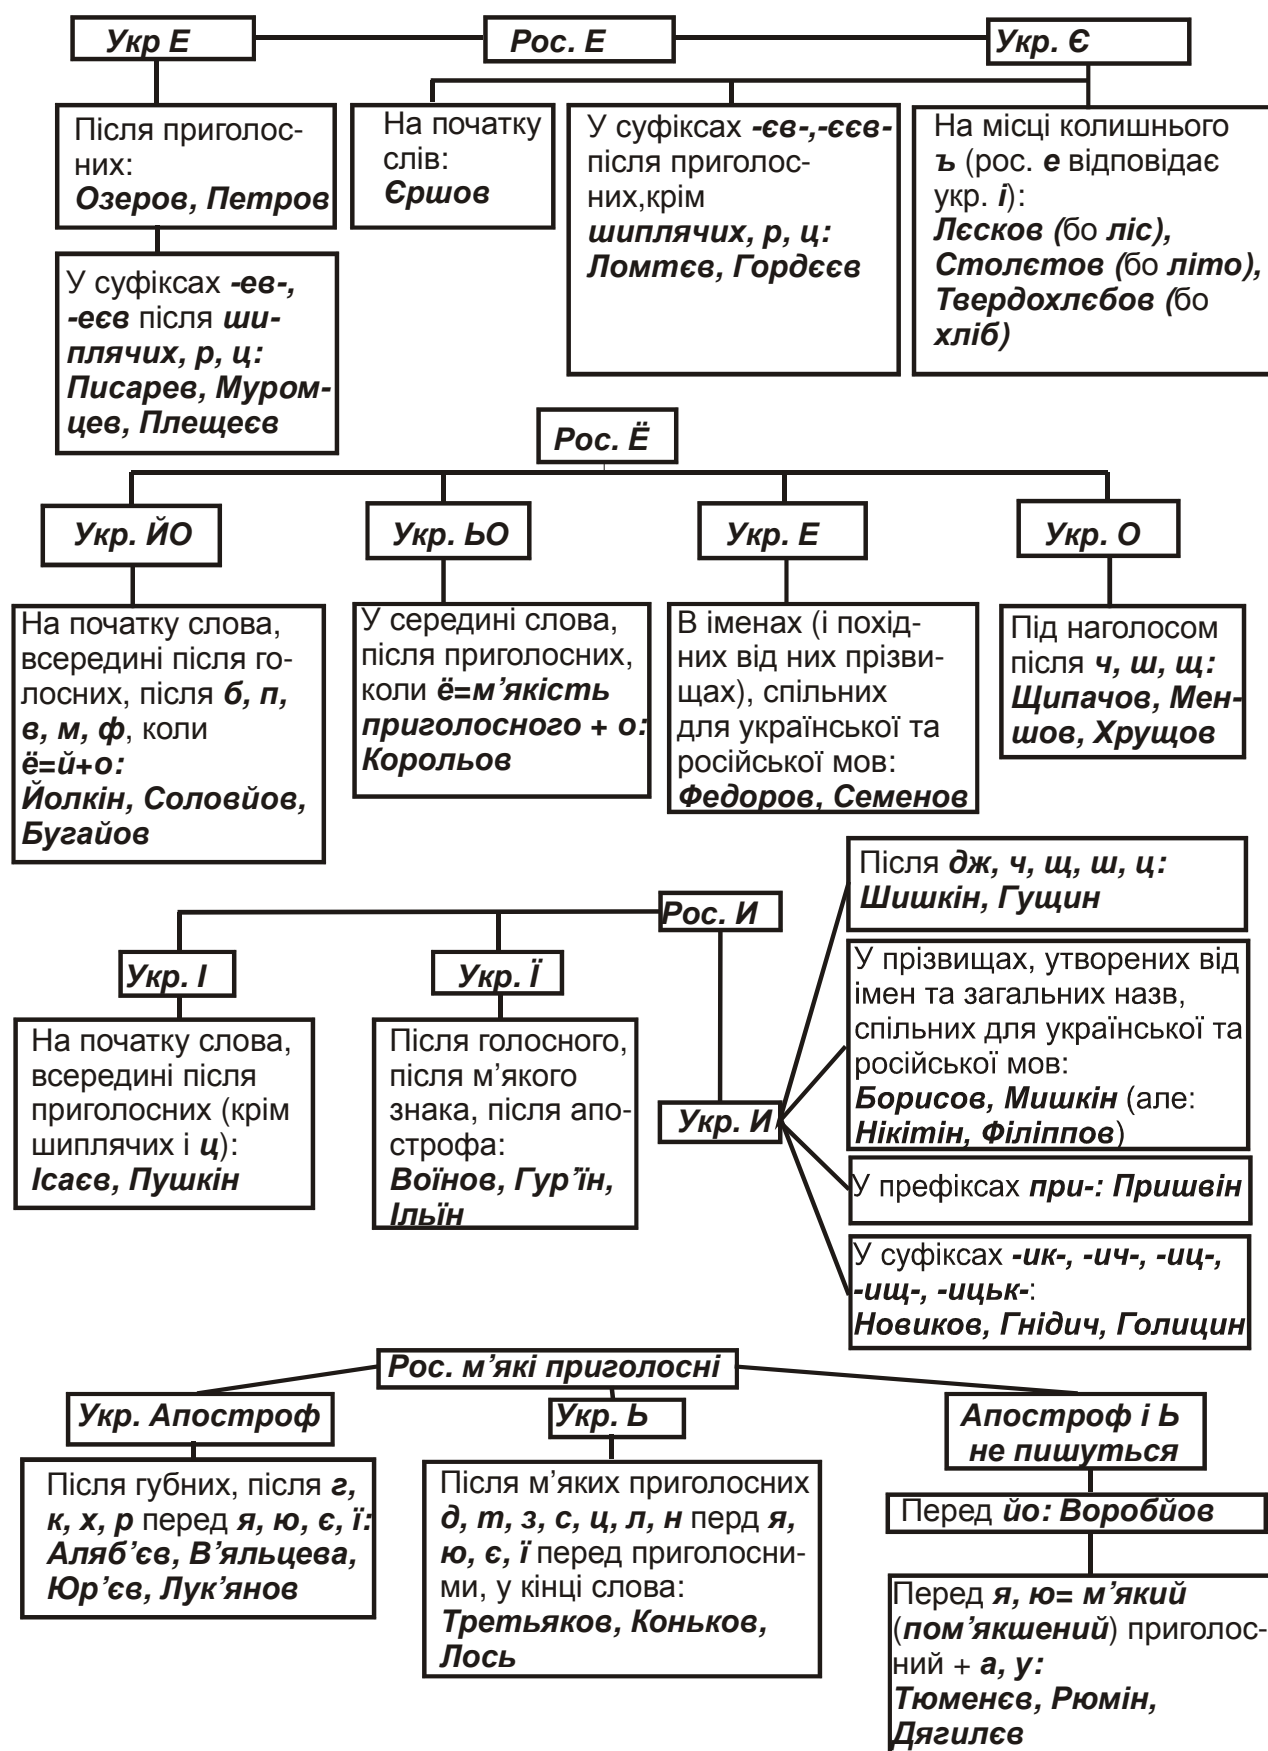 Укр Е
Рос. Е
Укр. Є
Після приголос-
них:
Озеров, Петров
У суфіксах -ев-,
-еєв після ши-
плячих, р, ц:
Писарев, Муром-
цев, Плещеєв
На початку
слів:
Єршов
У суфіксах -єв-,-єєв-
після приголос-
них,крім
шиплячих, р, ц:
Ломтєв, Гордєєв
На місці колишнього
ъ (рос. е відповідає
укр. і):
Лєсков (бо ліс),
Столєтов (бо літо),
Твердохлєбов (бо
хліб)
Рос. Ё
Укр. ЙО
Укр. ЬО
Укр. Е
Укр. О
На початку слова,
всередині після го-
лосних, після б, п,
в, м, ф, коли
ё=й+о:
Йолкін, Соловйов,
Бугайов
У середині слова,
після приголосних,
коли ё=м’якість
приголосного + о:
Корольов
В іменах (і похід-
них від них прізви-
щах), спільних
для української та
російської мов:
Федоров, Семенов
Під наголосом
після ч, ш, щ:
Щипачов, Мен-
шов, Хрущов
Рос. И
Укр. І
Укр. Ї
Укр. И
На початку слова,
всередині після
приголосних (крім
шиплячих і ц):
Ісаєв, Пушкін
Після голосного,
після м’якого
знака, після апо-
строфа:
Воїнов, Гур’їн,
Ільїн
Після дж, ч, щ, ш, ц:
Шишкін, Гущин
У прізвищах, утворених від
імен та загальних назв,
спільних для української та
російської мов:
Борисов, Мишкін (але:
Нікітін, Філіппов)
У префіксах при-: Пришвін
У суфіксах -ик-, -ич-, -иц-,
-ищ-, -ицьк-:
Новиков, Гнідич, Голицин
Рос. м’які приголосні
Укр. Апостроф
Укр. Ь
Апостроф і Ь
не пишуться
Після губних, після г,
к, х, р перед я, ю, є, ї:
Аляб’єв, В’яльцева,
Юр’єв, Лук’янов
Після м’яких приголосних
д, т, з, с, ц, л, н перд я,
ю, є, ї перед приголосни-
ми, у кінці слова:
Третьяков, Коньков,
Лось
Перед йо: Воробйов
Перед я, ю= м’який
(пом’якшений) приголос-
ний + а, у:
Тюменєв, Рюмін,
Дягилєв